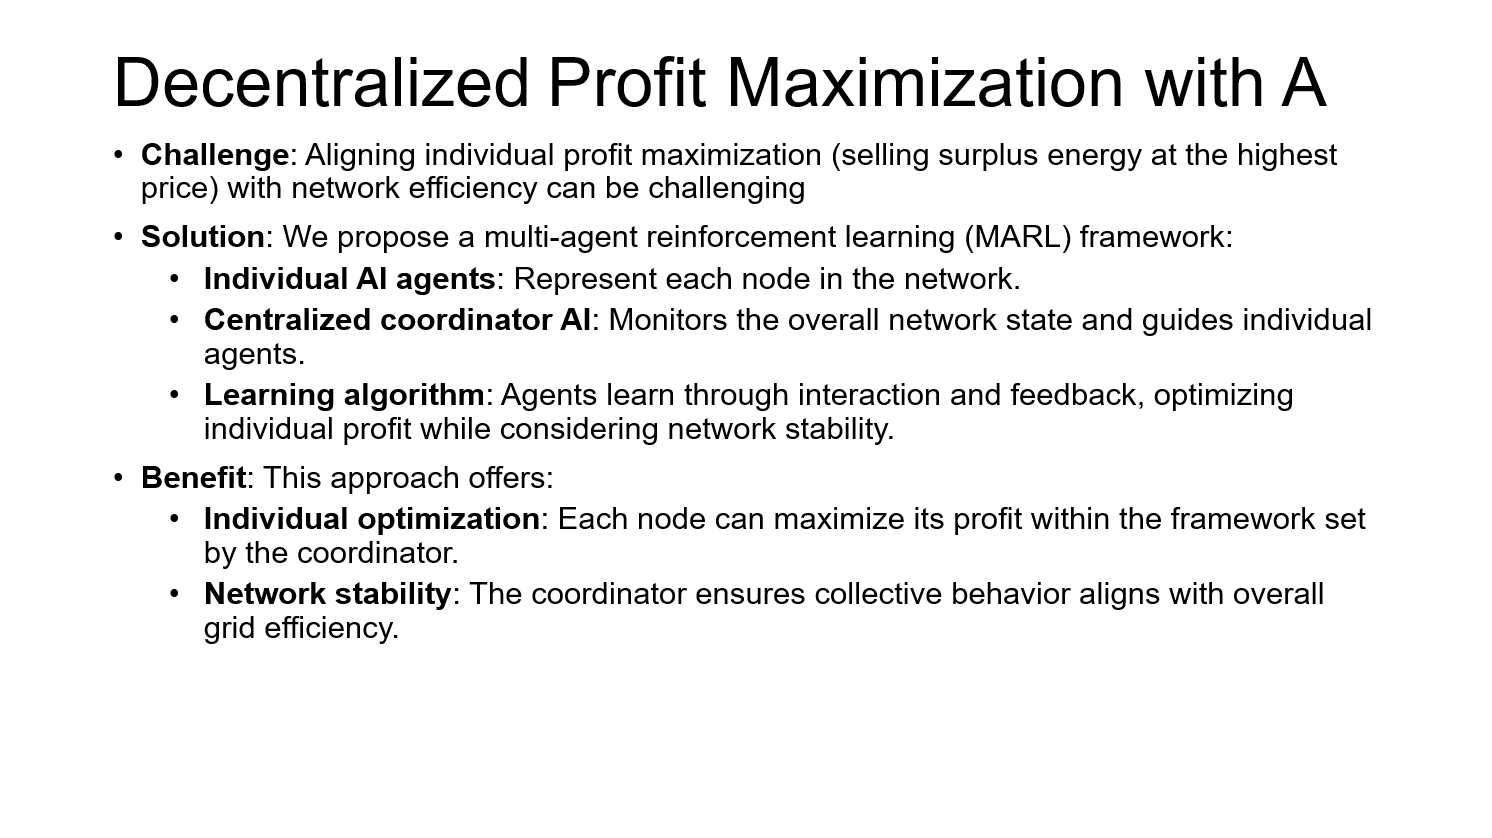 Decentralized Profit Maximization with A
• Challenge: Aligning individual profit maximization (selling surplus energy at the highest
price) with network efficiency can be challenging
• Solution: We propose a multi-agent reinforcement learning (MARL) framework:
• Individual AI agents: Represent each node in the network.
• Centralized coordinator AI: Monitors the overall network state and guides individual
agents.
• Learning algorithm: Agents learn through interaction and feedback, optimizing
individual profit while considering network stability.
• Benefit: This approach offers:
• Individual optimization: Each node can maximize its profit within the framework set
by the coordinator.
• Network stability: The coordinator ensures collective behavior aligns with overall
grid efficiency.